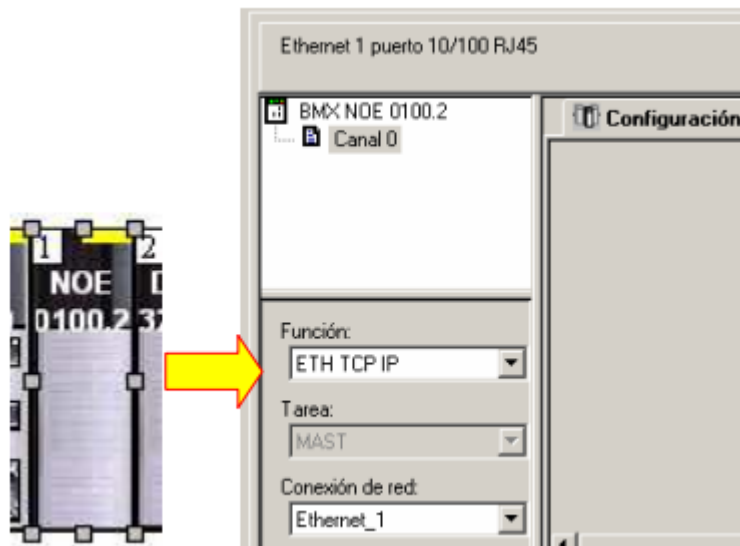 Ethernet 1 puerto 10/100 RJ45
BMX NOE 0100.2
Canal 0
Configuración
1
2
NOE
0100.2
Función:
ETH TCP IP
Tarea:
MAST
Conexión de red:
Ethernet_1